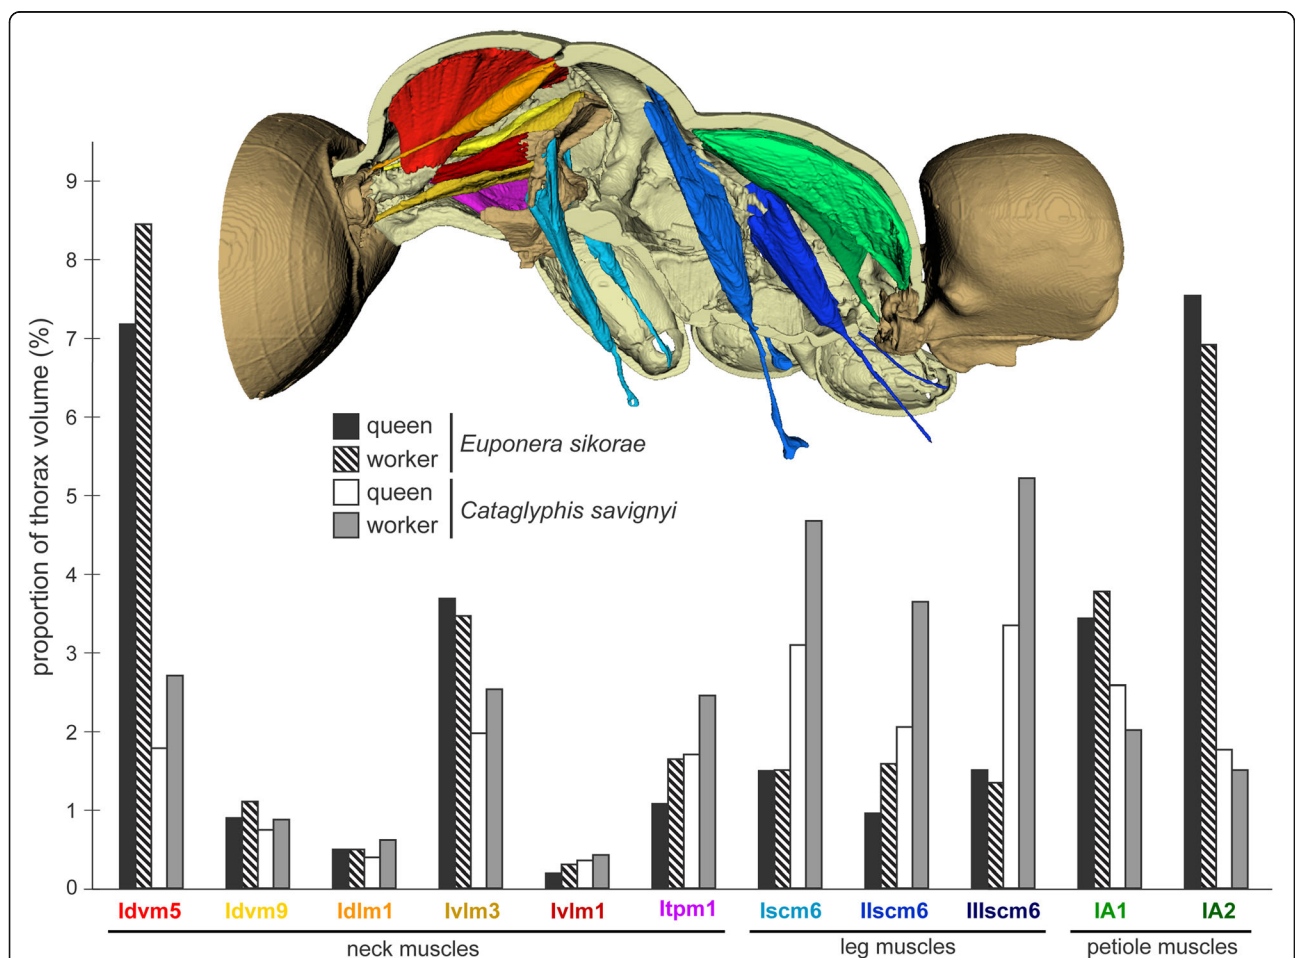 proportion of thorax volume (%)
9
8
7
6
5
4
3
2
1
0
queen
worker
Euponera sikorae
queen
worker
Cataglyphis savignyi
Idvm5 Idvm9 Idlm1 Ivlm3 Ivlm1 Itpm1 Iscm6 IIscm6 IIIscm6 IA1 IA2
neck muscles leg muscles petiole muscles